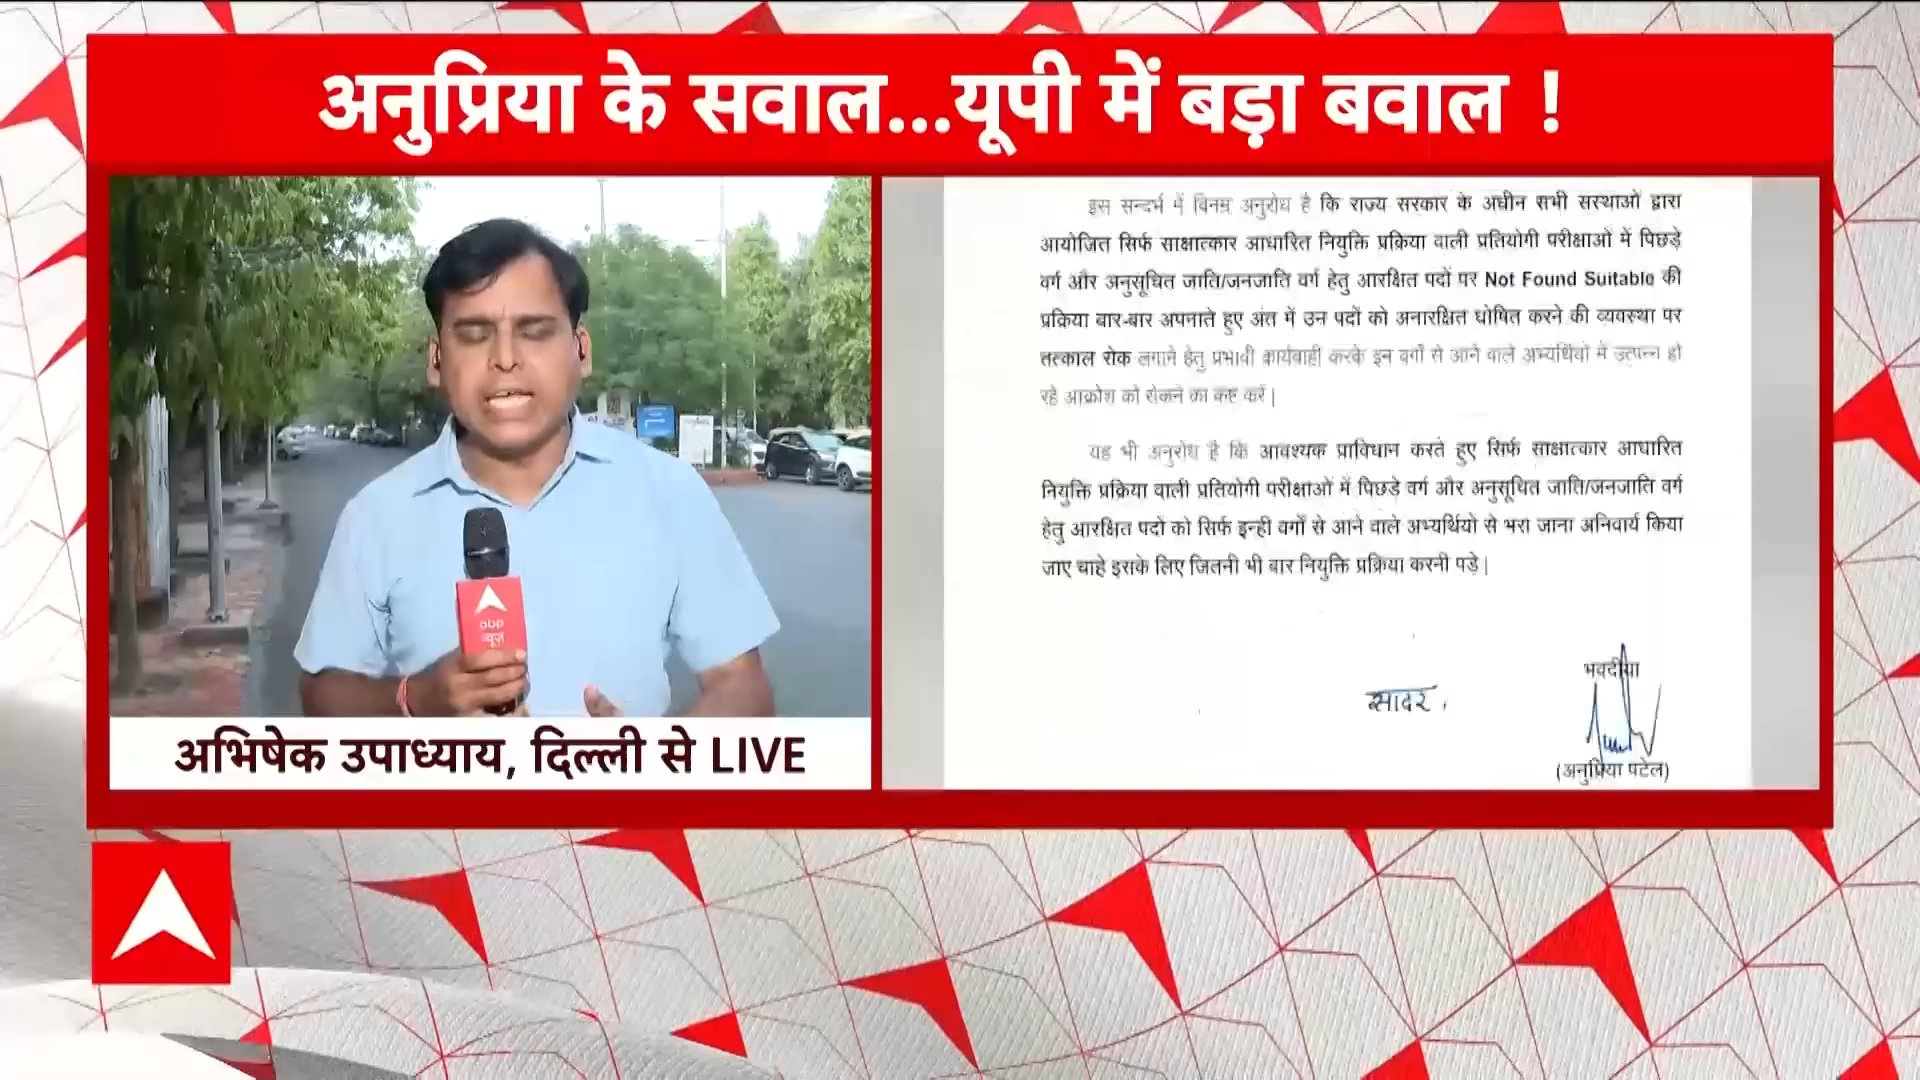 अनुप्रिया के सवाल...यूपी में बड़ा बवाल !
इस सन्दर्भ में विनम्र अनुरोध है कि राज्य सरकार के अधीन सभी संस्थाओं द्वारा
आयोजित सिर्फ साक्षात्कार आधारित नियुक्ति प्रक्रिया वाली प्रतियोगी परीक्षाओं में पिछड़े
वर्ग और अनुसूचित जाति/जनजाति वर्ग हेतु आरक्षित पदों पर Not Found Suitable की
प्रक्रिया बार-बार अपनाते हुए अंत में उन पदों को अनारक्षित घोषित करने की व्यवस्था पर
तत्काल रोक लगाने हेतु प्रभावी कार्यवाही करके इन वर्गों से आने वाले अभ्यर्थियों में उत्पन्न हो
रहे आक्रोश को रोकने का कष्ट करें|
यह भी अनुरोध है कि आवश्यक प्राविधान करते हुए सिर्फ साक्षात्कार आधारित
नियुक्ति प्रक्रिया वाली प्रतियोगी परीक्षाओं में पिछड़े वर्ग और अनुसूचित जाति/जनजाति वर्ग
हेतु आरक्षित पदों को सिर्फ इन्ही वर्गों से आने वाले अभ्यर्थियों से भरा जाना अनिवार्य किया
जाए चाहे इसके लिए जितनी भी बार नियुक्ति प्रक्रिया करनी पड़े|
सादर,
भवदीया
(अनुप्रिया पटेल)
abp
न्यूज़
अभिषेक उपाध्याय, दिल्ली से LIVE